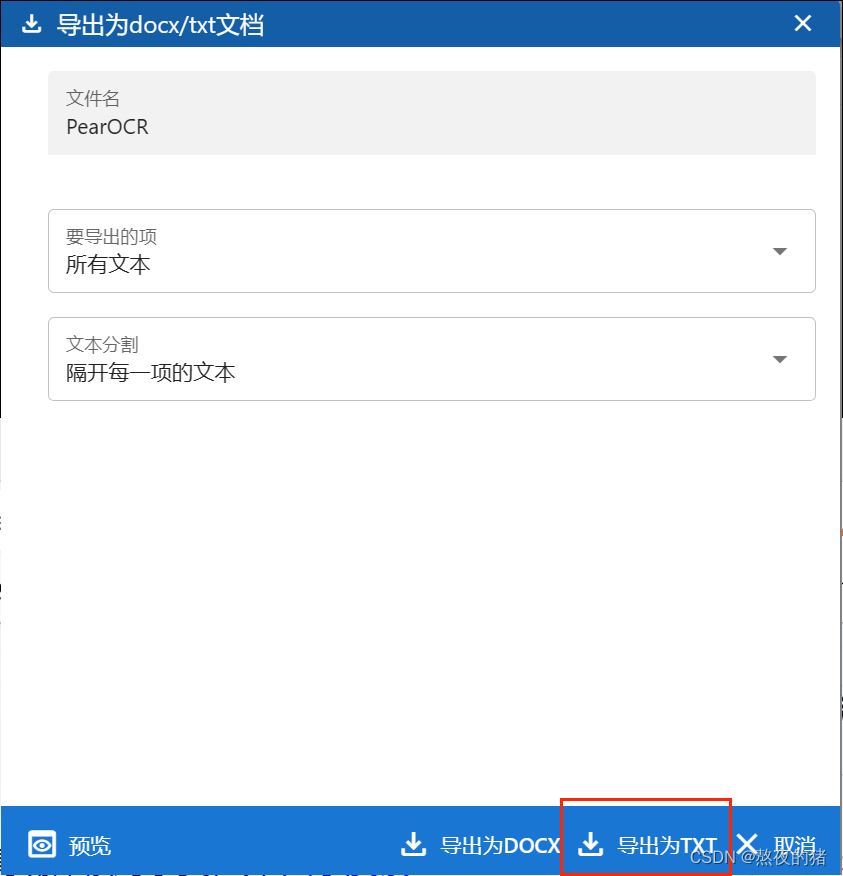 导出为docx/txt文档
文件名
PearOCR
要导出的项
所有文本
文本分割
隔开每一项的文本
预览 导出为DOCX 导出为TXT 取消
CSDN @熬夜的猪